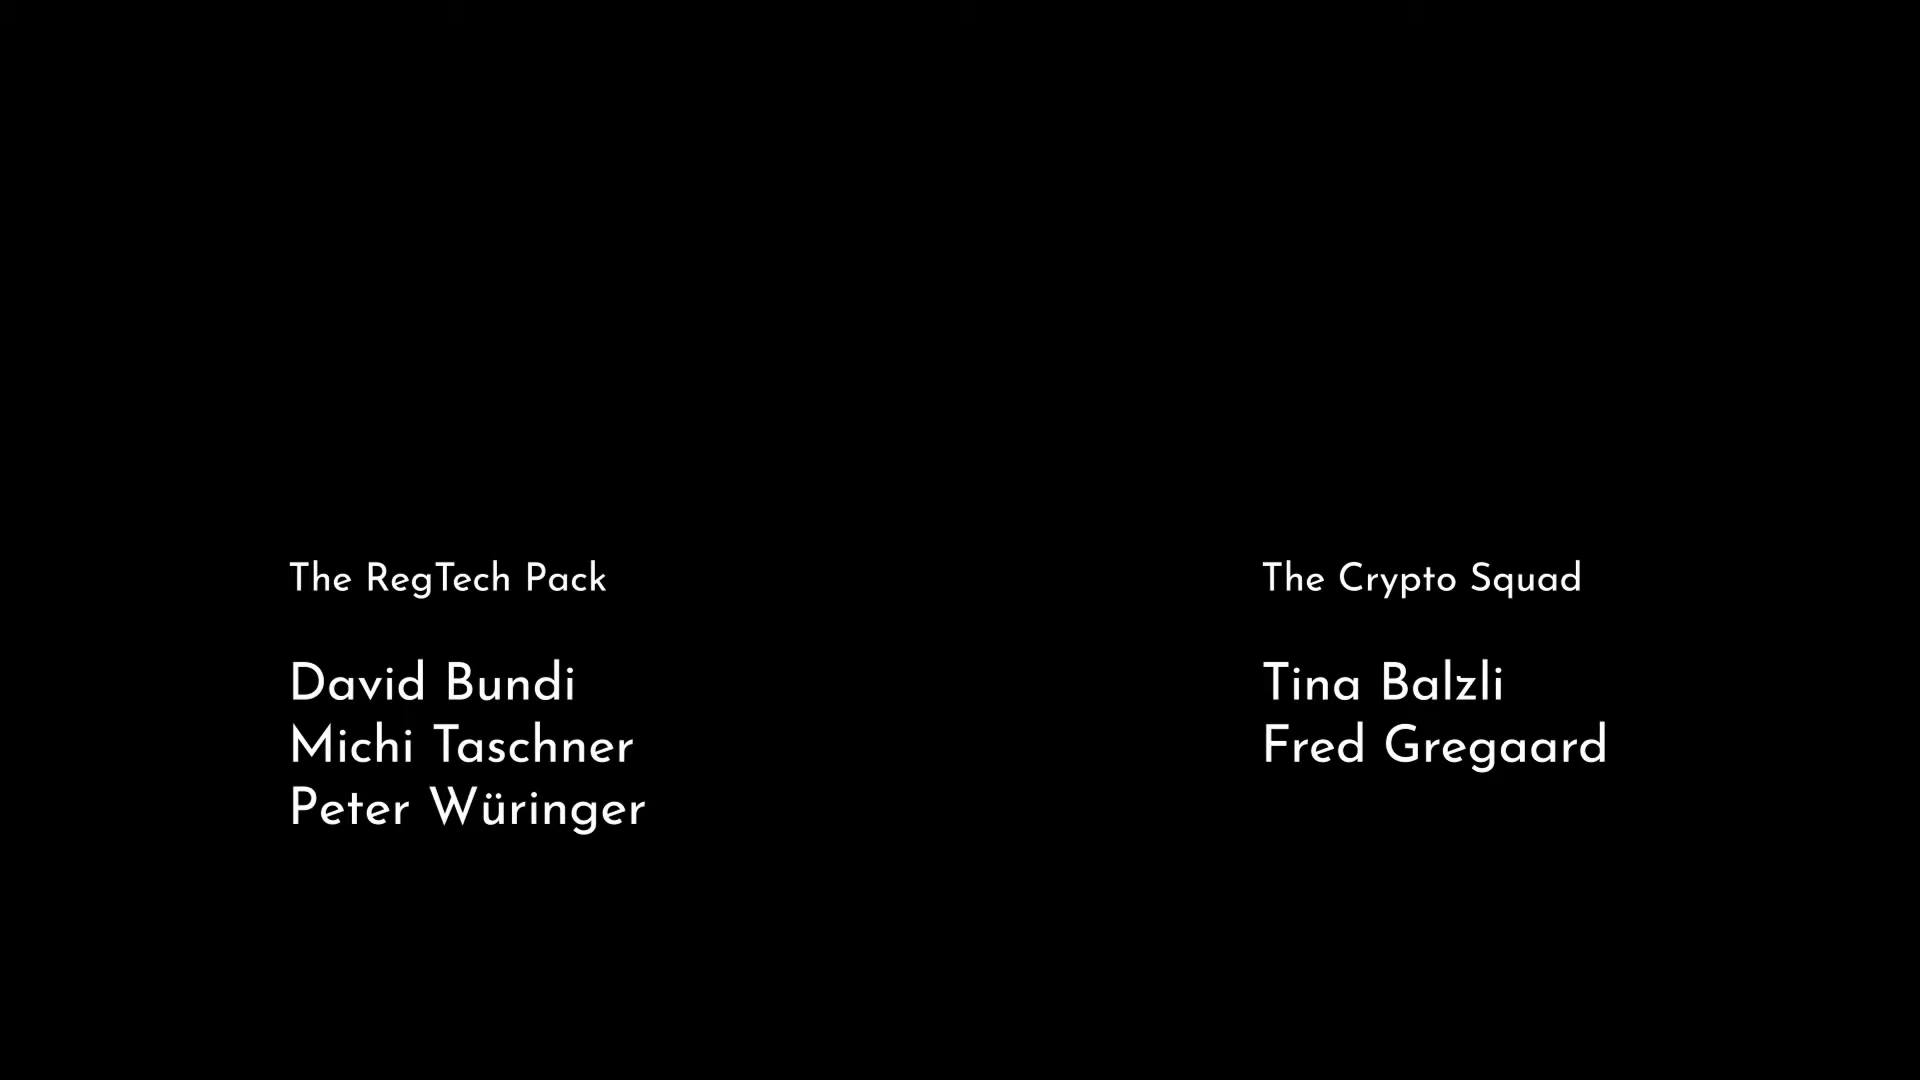 The RegTech Pack
David Bundi
Michi Taschner
Peter Würinger
The Crypto Squad
Tina Balzli
Fred Gregaard